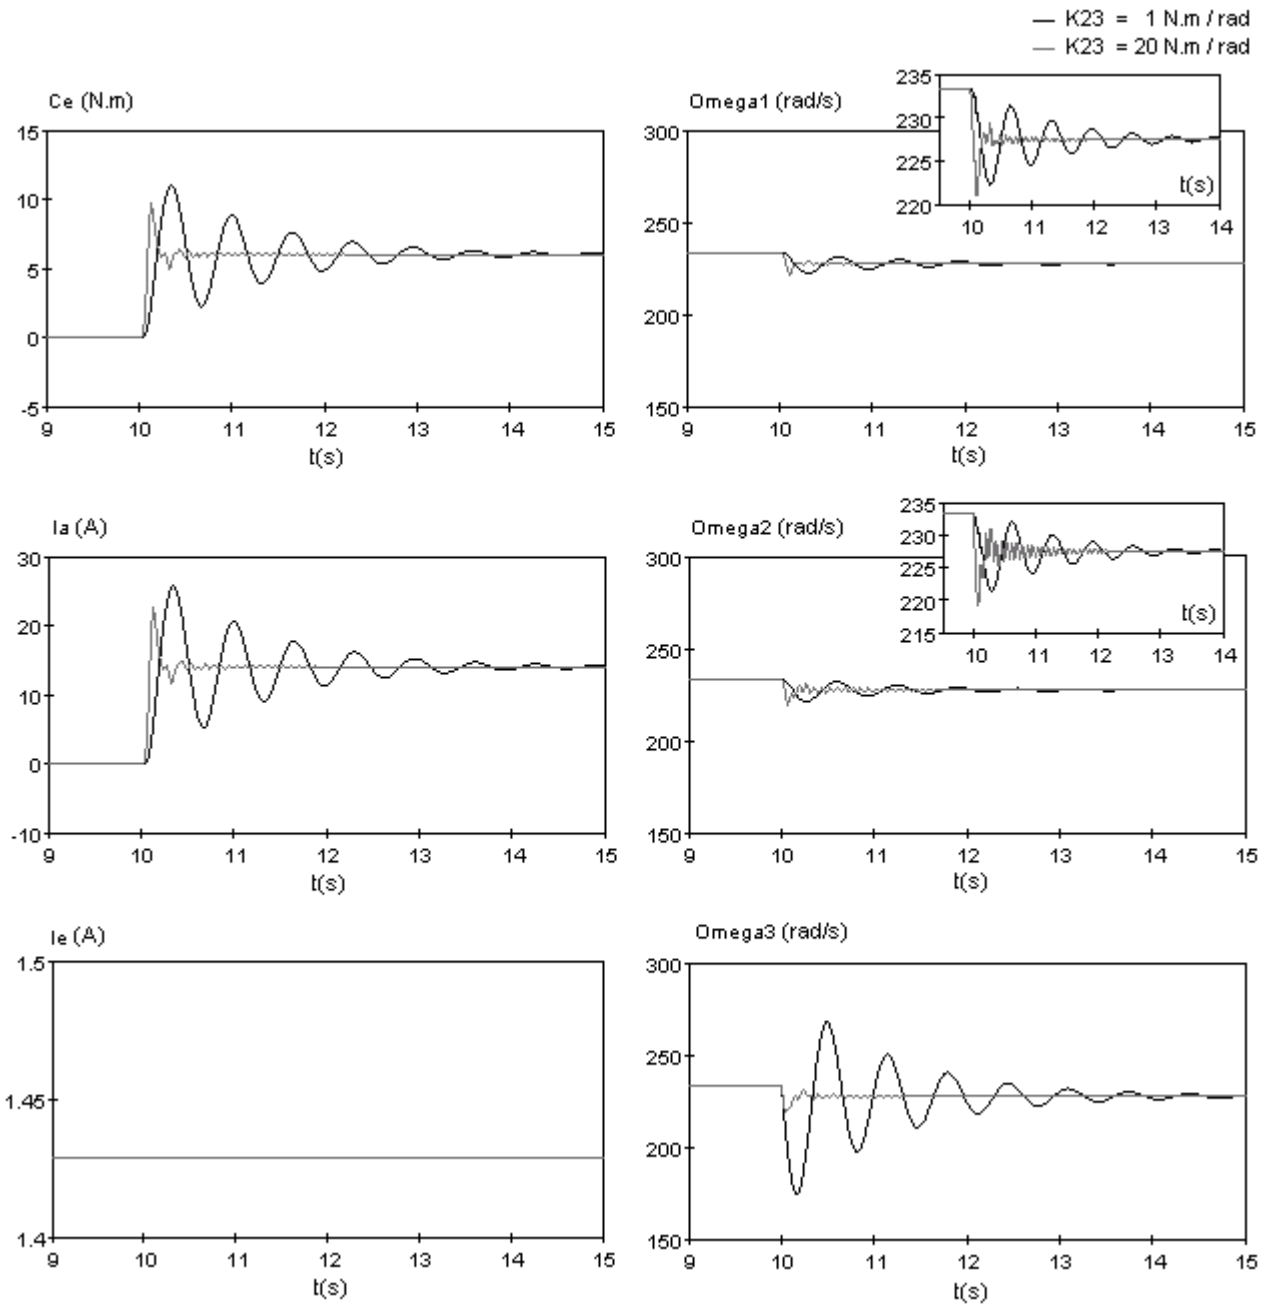 K23 = 1 N.m / rad
K23 = 20 N.m / rad
Ce (N.m)
15
10
5
0
-5
9 10 11 12 13 14 15
t(s)
Omega1 (rad/s)
300
250
200
150
9 10 11 12 13 14 15
t(s)
235
230
225
220
t(s)
10 11 12 13 14
Ia (A)
30
20
10
0
-10
9 10 11 12 13 14 15
t(s)
Omega2 (rad/s)
300
250
200
150
9 10 11 12 13 14 15
t(s)
235
230
225
220
215
t(s)
10 11 12 13 14
Ie (A)
1.5
1.45
1.4
9 10 11 12 13 14 15
t(s)
Omega3 (rad/s)
300
250
200
150
9 10 11 12 13 14 15
t(s)